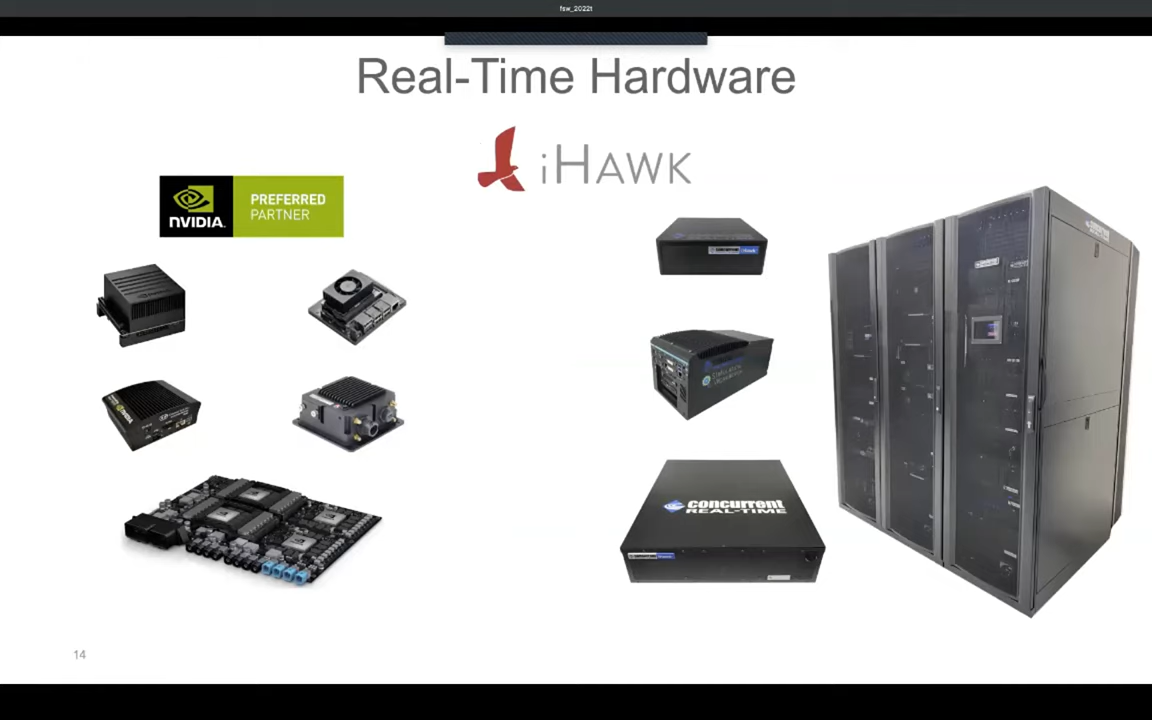 fsw_2022t
Real-Time Hardware
iHAWK
NVIDIA.
PREFERRED
PARTNER
concurrent
REAL-TIME
14